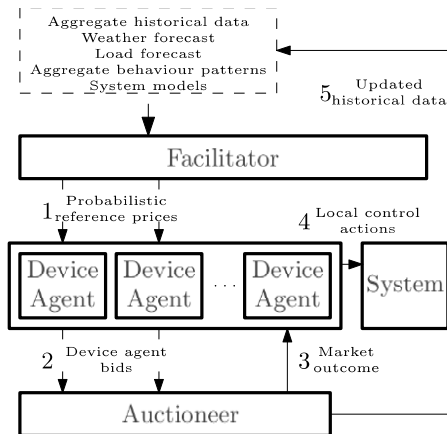 Aggregate historical data
Weather forecast
Load forecast
Aggregate behaviour patterns
System models
5 Updated
historical data
Facilitator
1 Probabilistic
reference prices
4 Local control
actions
Device
Agent
Device
Agent
...
Device
Agent
System
2 Device agent
bids
3 Market
outcome
Auctioneer